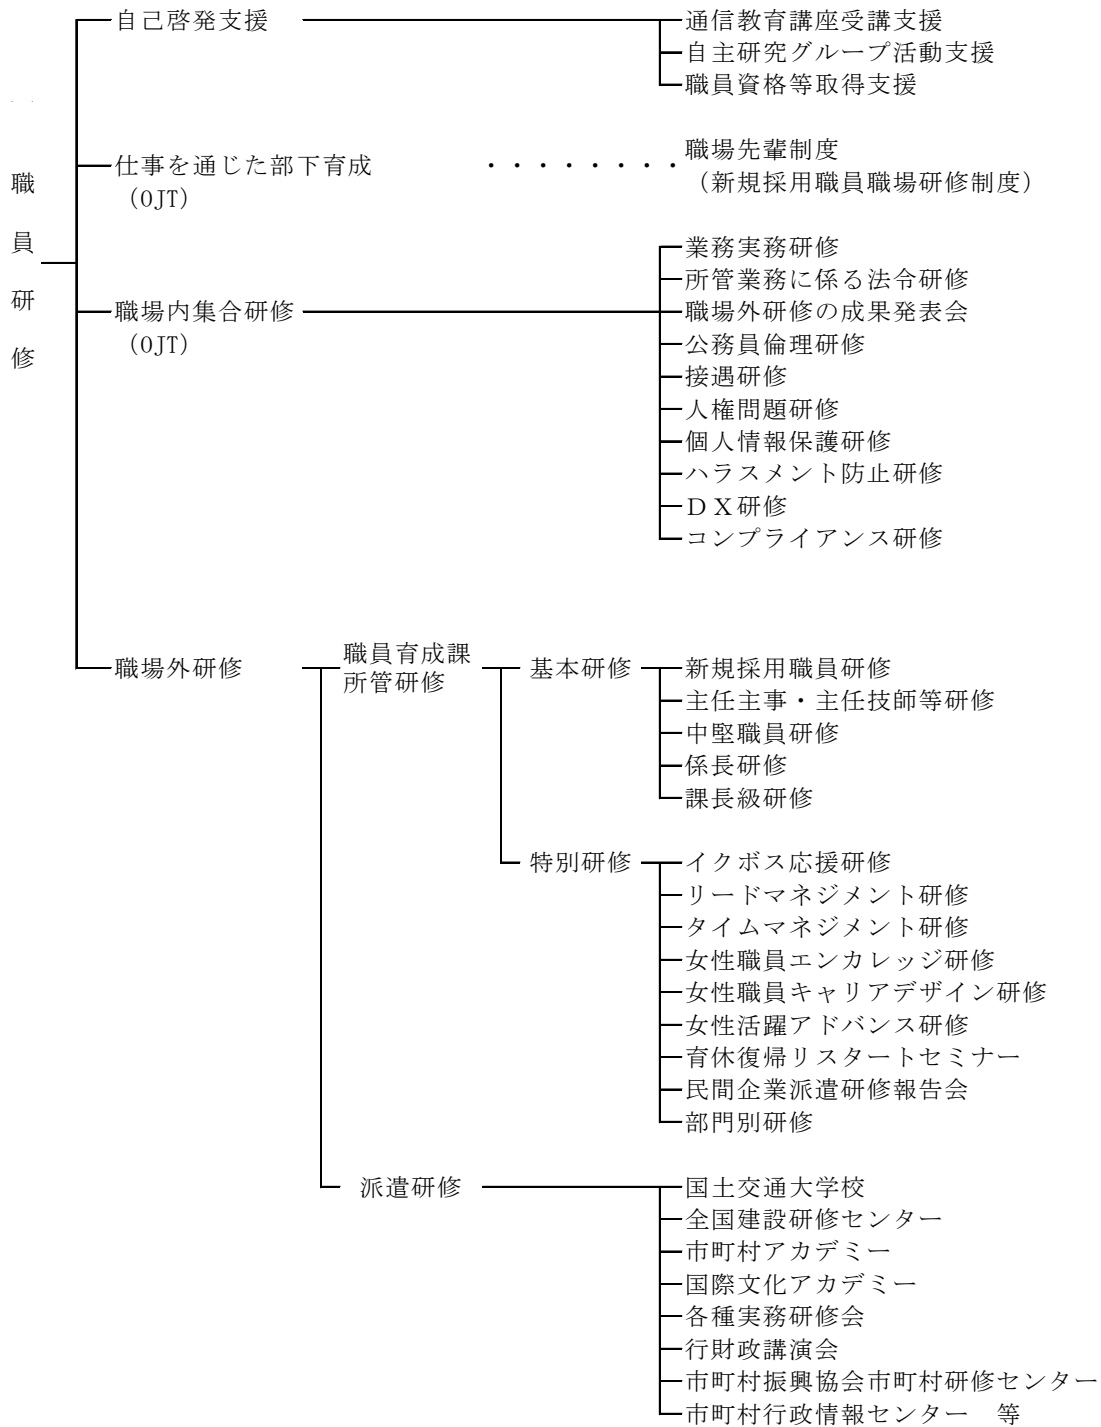 職員研修
自己啓発支援
通信教育講座受講支援
自主研究グループ活動支援
職員資格等取得支援
仕事を通じた部下育成
（OJT）
・・・・・・・・
職場先輩制度
（新規採用職員職場研修制度）
職場内集合研修
（OJT）
業務実務研修
所管業務に係る法令研修
職場外研修の成果発表会
公務員倫理研修
接遇研修
人権問題研修
個人情報保護研修
ハラスメント防止研修
ＤＸ研修
コンプライアンス研修
職場外研修
職員育成課
所管研修
基本研修
新規採用職員研修
主任主事・主任技師等研修
中堅職員研修
係長研修
課長級研修
特別研修
イクボス応援研修
リードマネジメント研修
タイムマネジメント研修
女性職員エンカレッジ研修
女性職員キャリアデザイン研修
女性活躍アドバンス研修
育休復帰リスタートセミナー
民間企業派遣研修報告会
部門別研修
派遣研修
国土交通大学校
全国建設研修センター
市町村アカデミー
国際文化アカデミー
各種実務研修会
行財政講演会
市町村振興協会市町村研修センター
市町村行政情報センター　等